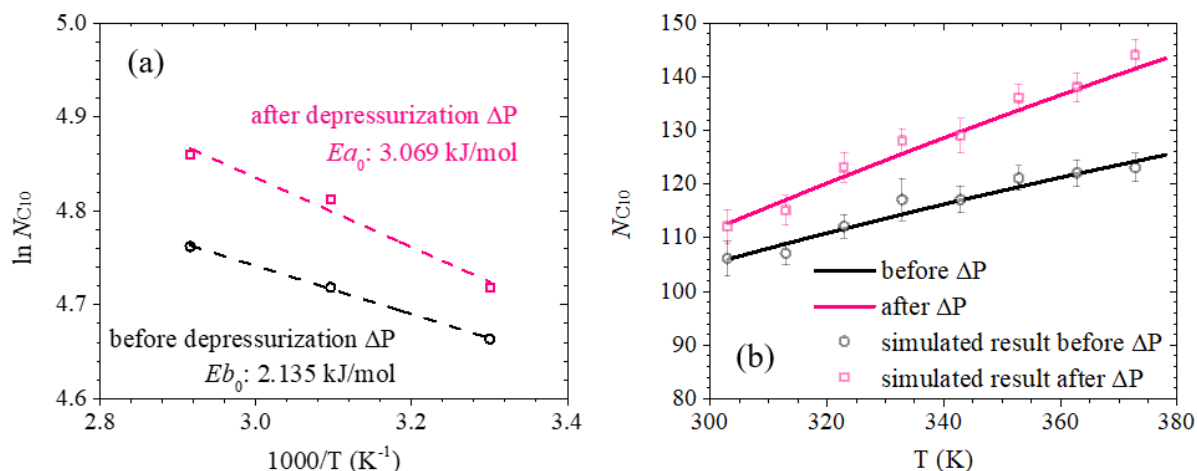 (a)
after depressurization ΔP
Ea₀: 3.069 kJ/mol
before depressurization ΔP
Eb₀: 2.135 kJ/mol
ln N_C10
5.0
4.9
4.8
4.7
4.6
2.8 3.0 3.2 3.4
1000/T (K⁻¹)
N_C10
150
140
130
120
110
100
90
80
before ΔP
after ΔP
simulated result before ΔP
simulated result after ΔP
(b)
300 320 340 360 380
T (K)